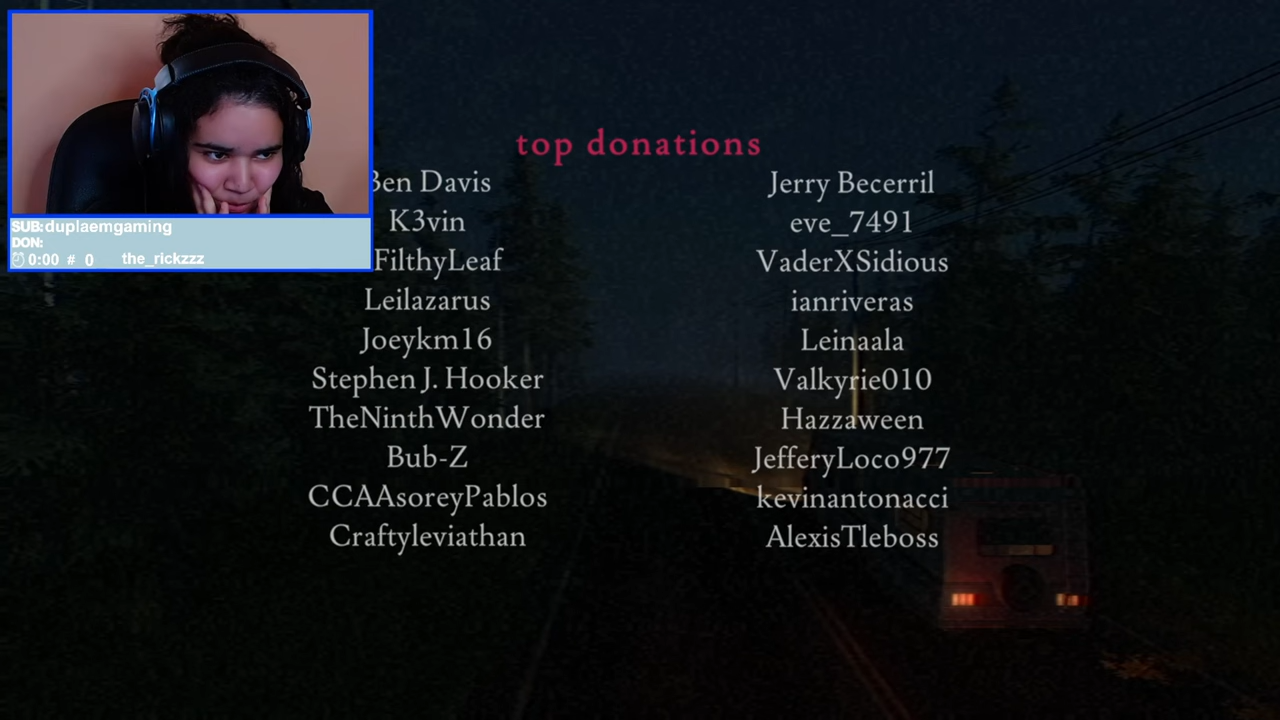 top donations
Ben Davis
K3vin
FilthyLeaf
Leilazarus
Joeykm16
Stephen J. Hooker
TheNinthWonder
Bub-Z
CCAAsoreyPablos
Craftyleviathan
Jerry Becerril
eve_7491
VaderXSidious
ianriveras
Leinaala
Valkyrie010
Hazzaween
JefferyLoco977
kevinantonacci
AlexisTleboss
SUB:duplaemgaming
DON:
0:00 # 0 the_rickzzz